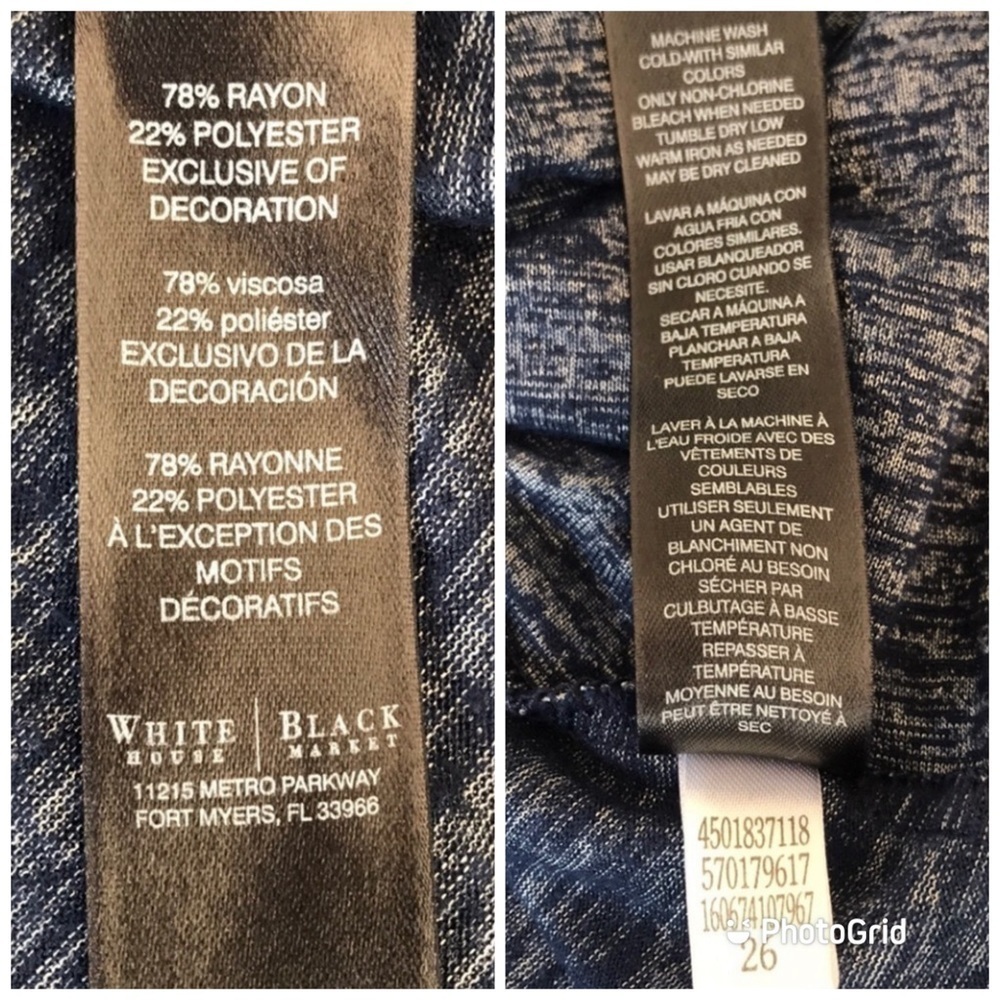 78% RAYON
22% POLYESTER
EXCLUSIVE OF
DECORATION
78% viscosa
22% poliéster
EXCLUSIVO DE LA
DECORACIÓN
78% RAYONNE
22% POLYESTER
À L'EXCEPTION DES
MOTIFS
DÉCORATIFS
WHITE HOUSE | BLACK MARKET
11215 METRO PARKWAY
FORT MYERS, FL 33966
MACHINE WASH
COLD-WITH SIMILAR
COLORS
ONLY NON-CHLORINE
BLEACH WHEN NEEDED
TUMBLE DRY LOW
WARM IRON AS NEEDED
MAY BE DRY CLEANED
LAVAR A MÁQUINA CON
AGUA FRIA CON
COLORES SIMILARES.
USAR BLANQUEADOR
SIN CLORO CUANDO SE
NECESITE.
SECAR A MÁQUINA A
BAJA TEMPERATURA
PLANCHAR A BAJA
TEMPERATURA
PUEDE LAVARSE EN
SECO
LAVER À LA MACHINE À
L'EAU FROIDE AVEC DES
VÊTEMENTS DE
COULEURS
SEMBLABLES
UTILISER SEULEMENT
UN AGENT DE
BLANCHIMENT NON
CHLORÉ AU BESOIN
SÉCHER PAR
CULBUTAGE À BASSE
TEMPÉRATURE
REPASSER À
TEMPÉRATURE
MOYENNE AU BESOIN
PEUT ÊTRE NETTOYÉ À
SEC
4501837118
570179617
160674107967
PhotoGrid
26